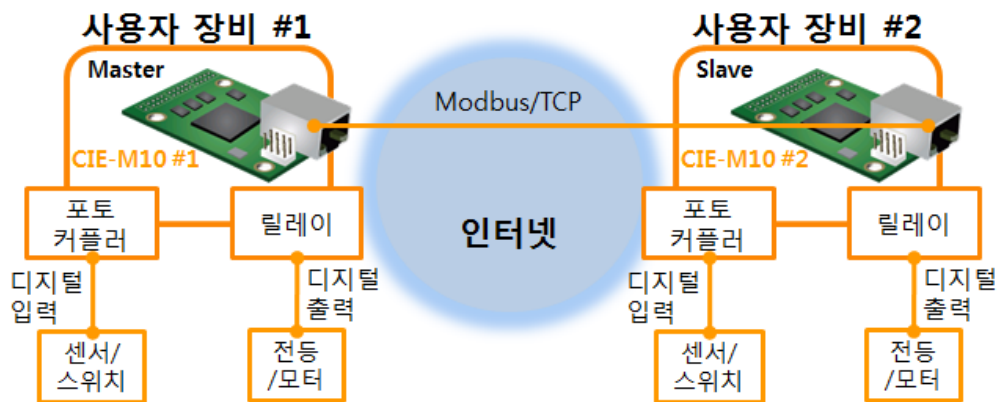 사용자 장비 #1
Master
CIE-M10 #1
포토
커플러
릴레이
디지털
입력
디지털
출력
센서/
스위치
전등
/모터
Modbus/TCP
인터넷
사용자 장비 #2
Slave
CIE-M10 #2
포토
커플러
릴레이
디지털
입력
디지털
출력
센서/
스위치
전등
/모터